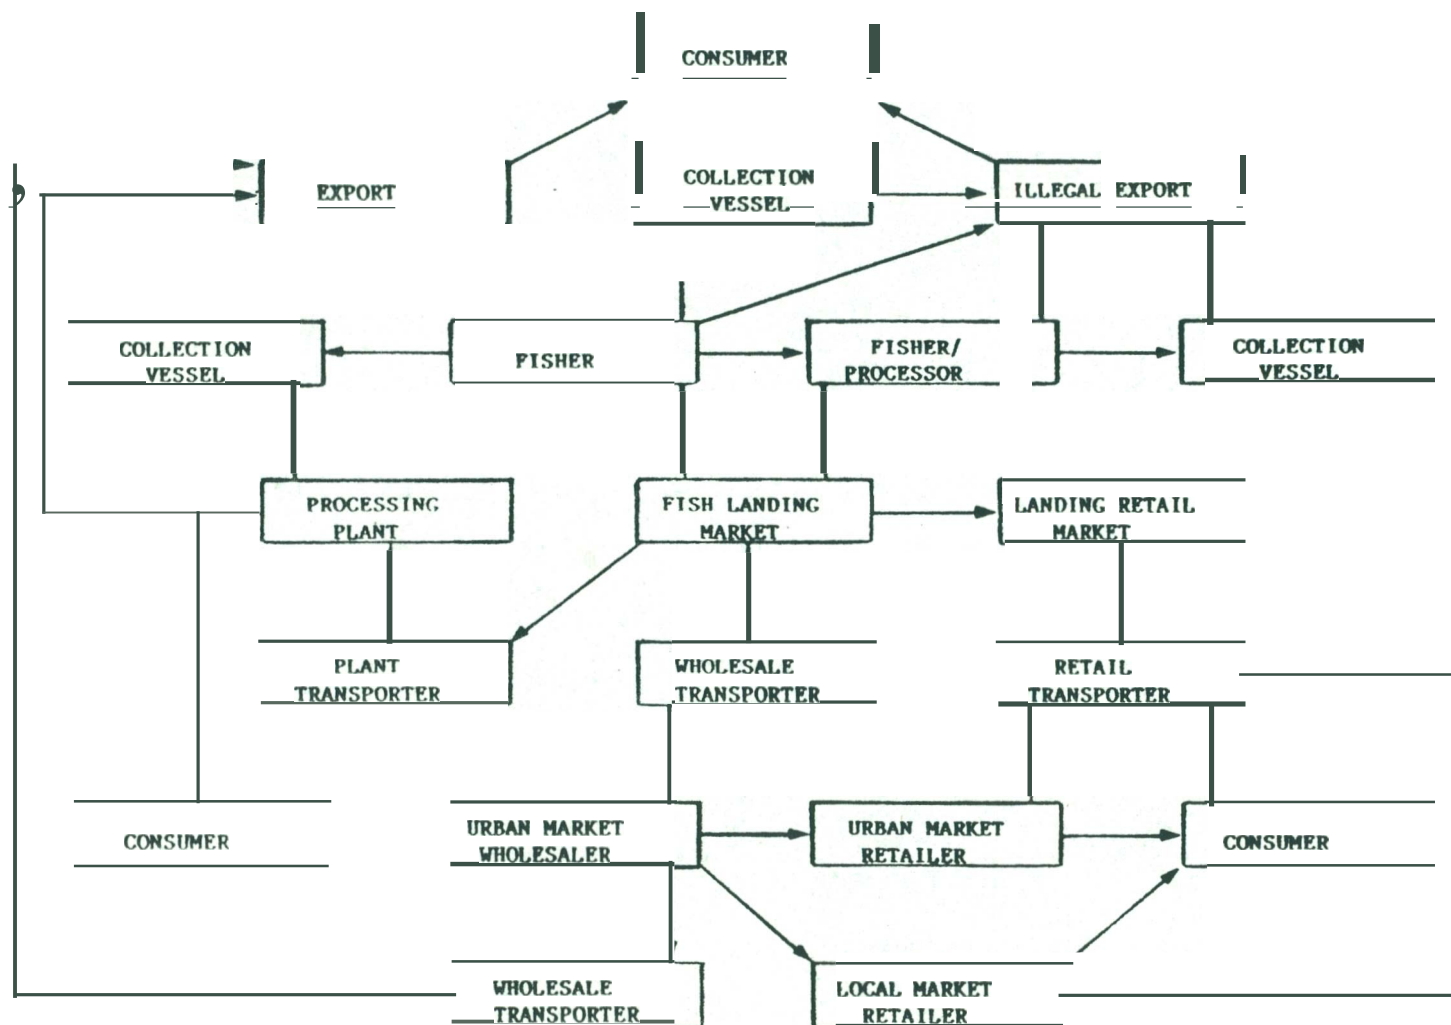 CONSUMER
EXPORT
COLLECTION
VESSEL
ILLEGAL EXPORT
COLLECTION
VESSEL
FISHER
FISHER/
PROCESSOR
COLLECTION
VESSEL
PROCESSING
PLANT
FISH LANDING
MARKET
LANDING RETAIL
MARKET
PLANT
TRANSPORTER
WHOLESALE
TRANSPORTER
RETAIL
TRANSPORTER
CONSUMER
URBAN MARKET
WHOLESALER
URBAN MARKET
RETAILER
CONSUMER
WHOLESALE
TRANSPORTER
LOCAL MARKET
RETAILER